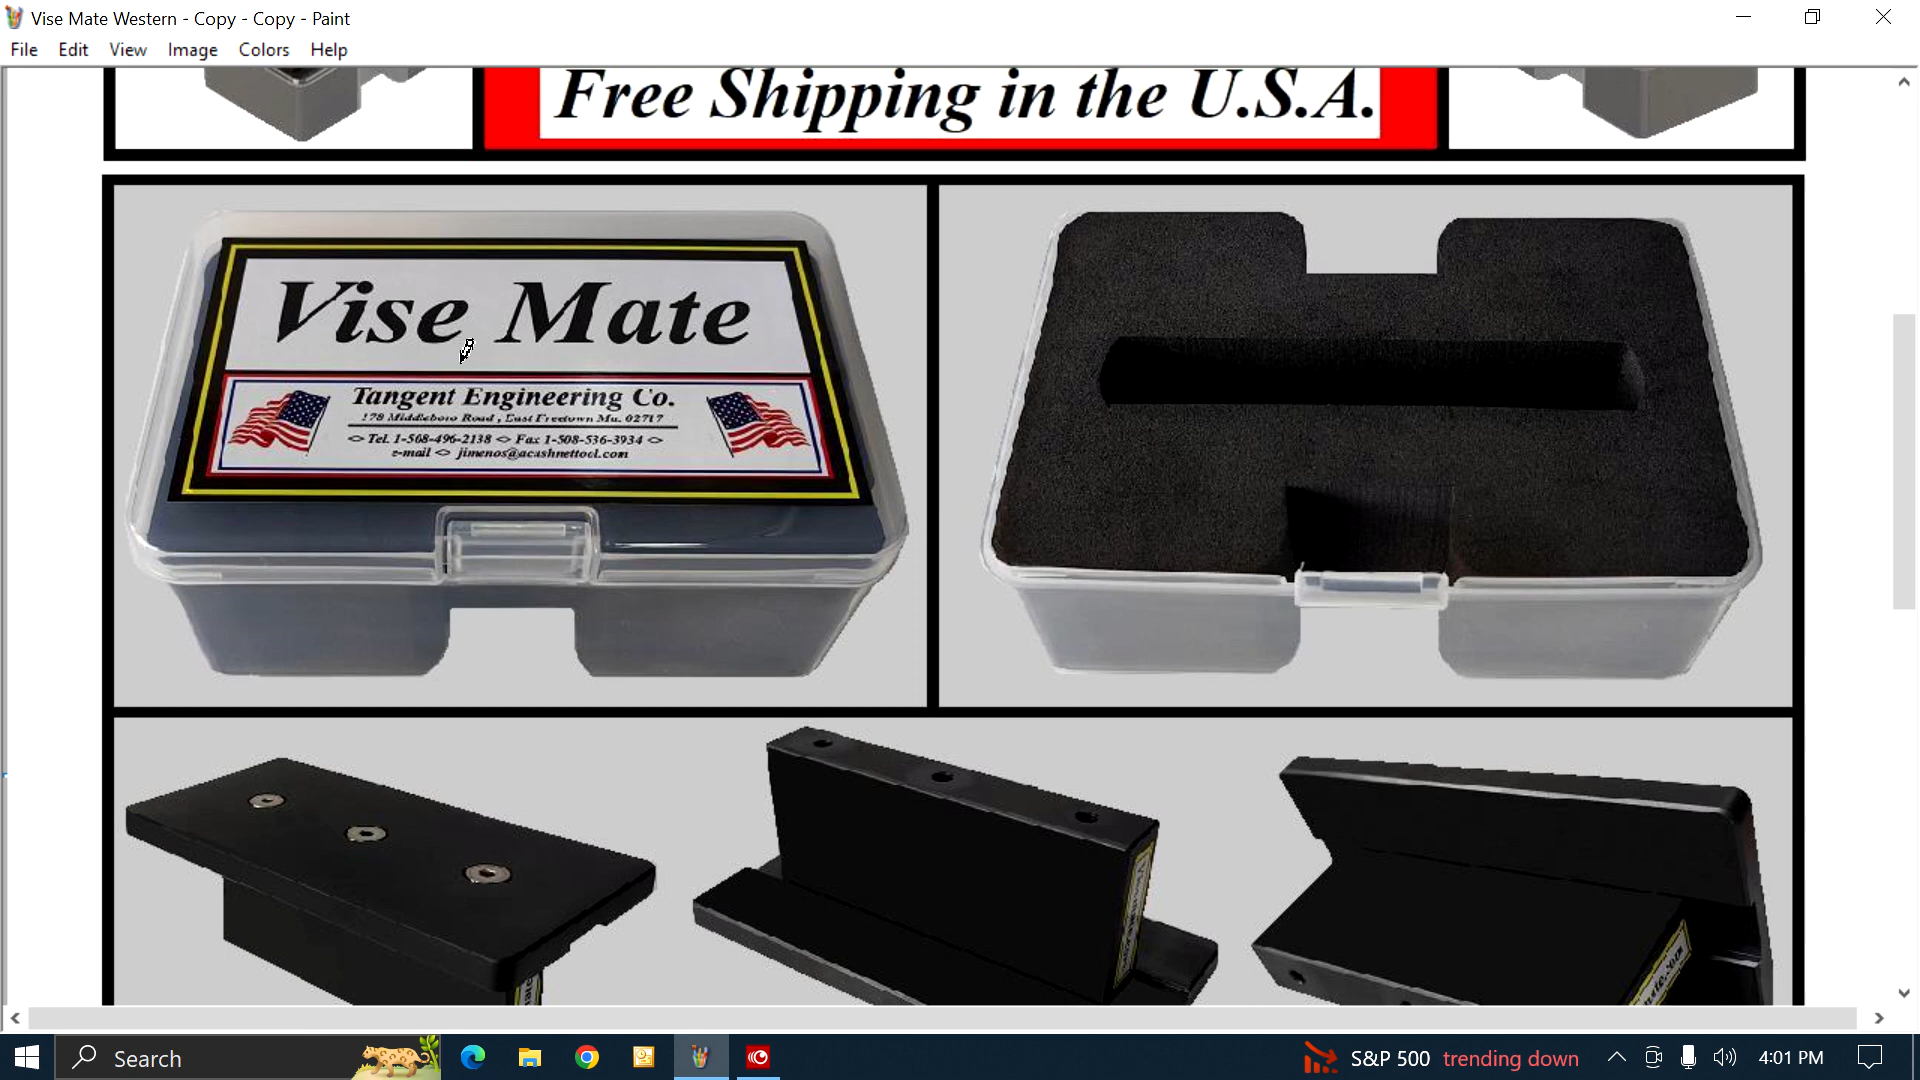 Vise Mate Western - Copy - Copy - Paint
File Edit View Image Colors Help
Free Shipping in the U.S.A.
Vise Mate
Tangent Engineering Co.
178 Middleboro Road , East Freetown Ma. 02717
<> Tel. 1-508-496-2138 <> Fax 1-508-536-3934 <>
e-mail <> jimenos@acushnettool.com
Search
S&P 500 trending down
4:01 PM